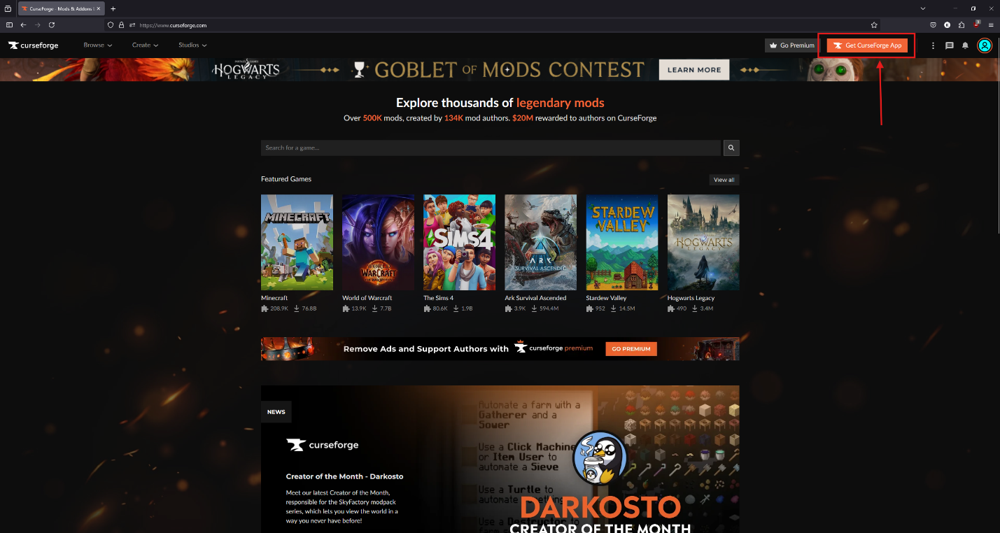 CurseForge - Mods & Addons
https://www.curseforge.com
3
curseforge
Browse
Create
Studios
Go Premium
Get CurseForge App
HOGWARTS
LEGACY
GOBLET OF MODS CONTEST
LEARN MORE
Explore thousands of legendary mods
Over 500K mods, created by 134K mod authors. $20M rewarded to authors on CurseForge
Search for a game...
Featured Games
View all
MINECRAFT
WORLD OF WARCRAFT
THE WAR WITHIN
The SIMS 4
ARK
SURVIVAL ASCENDED
STARDEW VALLEY
HOGWARTS
LEGACY
Minecraft
208.9K 76.8B
World of Warcraft
13.9K 7.7B
The Sims 4
80.6K 1.9B
Ark Survival Ascended
3.9K 594.4M
Stardew Valley
952 14.5M
Hogwarts Legacy
490 3.4M
Remove Ads and Support Authors with curseforge premium
GO PREMIUM
NEWS
curseforge
Creator of the Month - Darkosto
Meet our latest Creator of the Month,
responsible for the SkyFactory modpack
series, which lets you view the world in a
way you never have before!
Automate a farm with a
Gatherer and a
Sower
Use a Click Machine
or Item User to
automate a Sieve
Use a Turtle to
automate
DARKOSTO
CREATOR OF THE MONTH